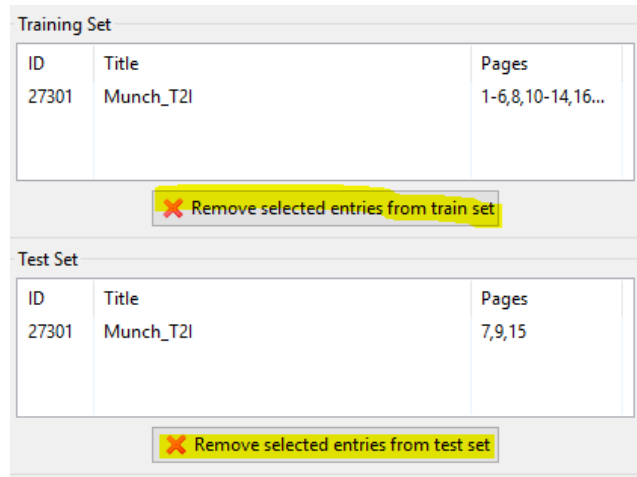 Training Set
ID Title Pages
27301 Munch_T2I 1-6,8,10-14,16...
Remove selected entries from train set
Test Set
ID Title Pages
27301 Munch_T2I 7,9,15
Remove selected entries from test set